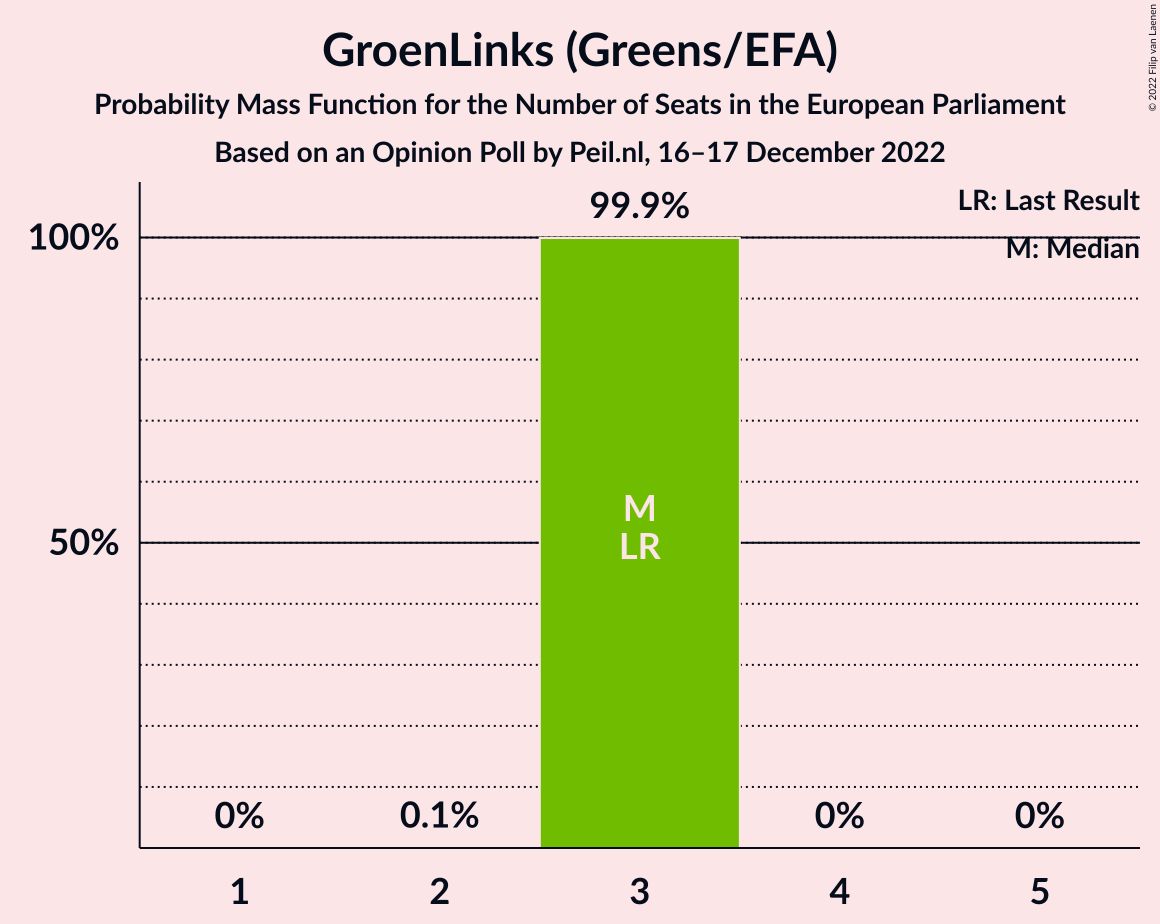 GroenLinks (Greens/EFA)
Probability Mass Function for the Number of Seats in the European Parliament
Based on an Opinion Poll by Peil.nl, 16–17 December 2022
© 2022 Filip van Laenen
LR: Last Result
M: Median
99.9%
100%
50%
M
LR
0%
0.1%
0%
0%
1
2
3
4
5